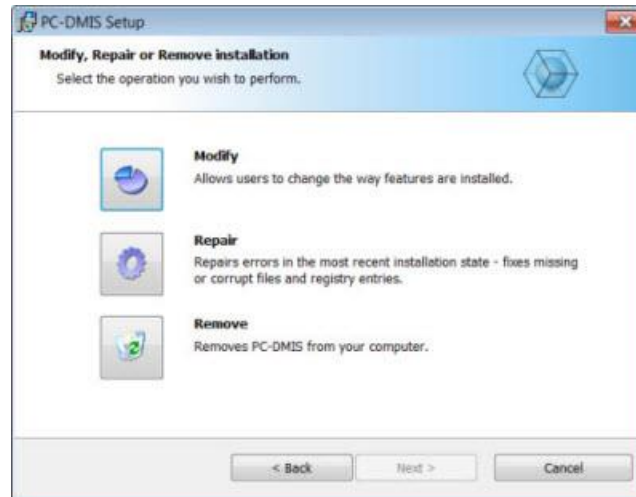 PC-DMIS Setup
Modify, Repair or Remove installation
Select the operation you wish to perform.
Modify
Allows users to change the way features are installed.
Repair
Repairs errors in the most recent installation state - fixes missing
or corrupt files and registry entries.
Remove
Removes PC-DMIS from your computer.
< Back
Next >
Cancel